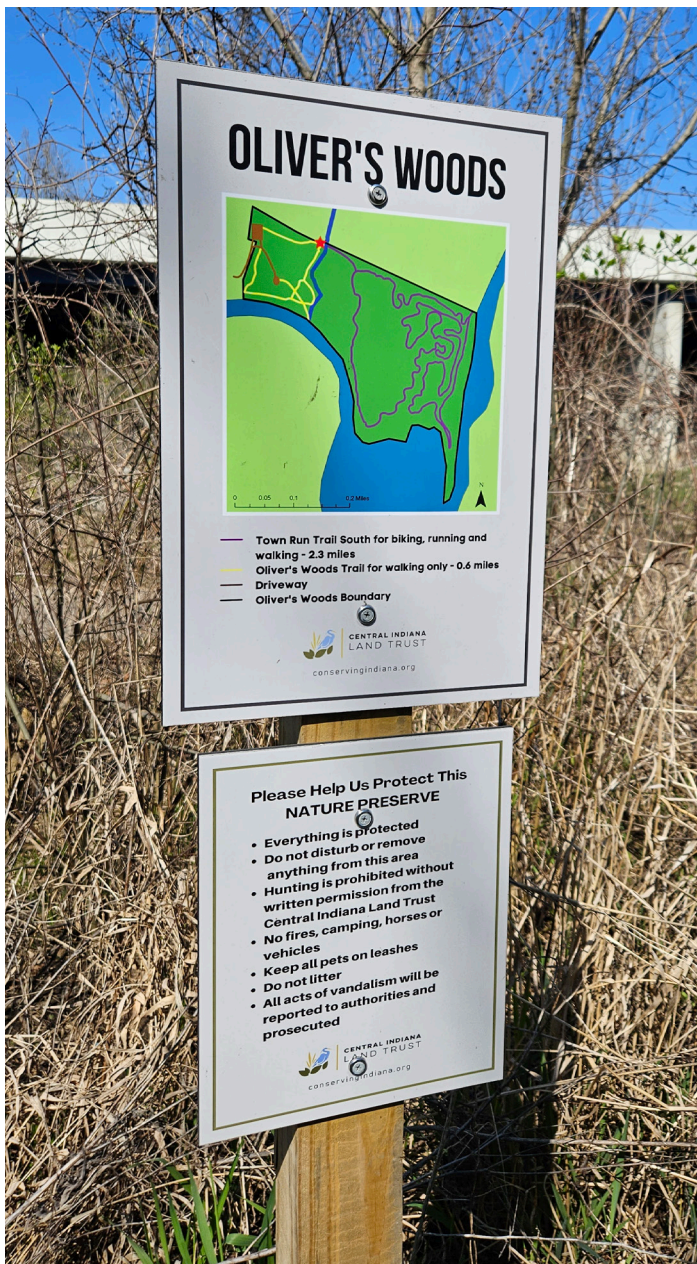 OLIVER'S WOODS
N
0 0.05 0.1 0.2 Miles
Town Run Trail South for biking, running and
walking - 2.3 miles
Oliver's Woods Trail for walking only - 0.6 miles
Driveway
Oliver's Woods Boundary
CENTRAL INDIANA
LAND TRUST
conservingindiana.org
Please Help Us Protect This
NATURE PRESERVE
• Everything is protected
• Do not disturb or remove
anything from this area
• Hunting is prohibited without
written permission from the
Central Indiana Land Trust
• No fires, camping, horses or
vehicles
• Keep all pets on leashes
• Do not litter
• All acts of vandalism will be
reported to authorities and
prosecuted
CENTRAL INDIANA
LAND TRUST
conservingindiana.org